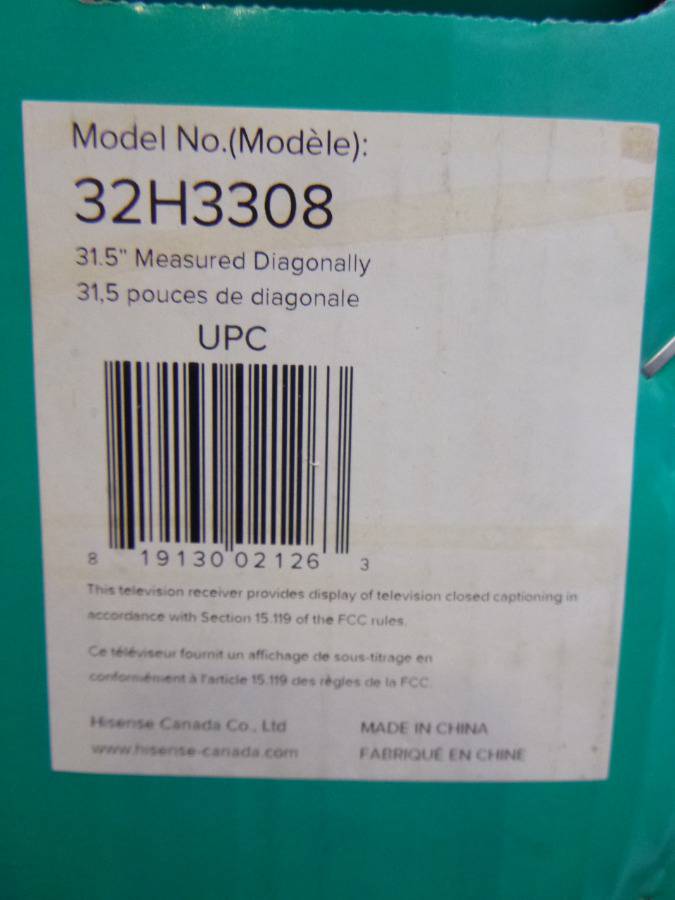 Model No.(Modèle):
32H3308
31.5" Measured Diagonally
31,5 pouces de diagonale
UPC
8 19130 02126 3
This television receiver provides display of television closed captioning in
accordance with Section 15.119 of the FCC rules.
Ce téléviseur fournit un affichage de sous-titrage en
conformément à l'article 15.119 des règles de la FCC.
Hisense Canada Co., Ltd
MADE IN CHINA
www.hisense-canada.com
FABRIQUÉ EN CHINE